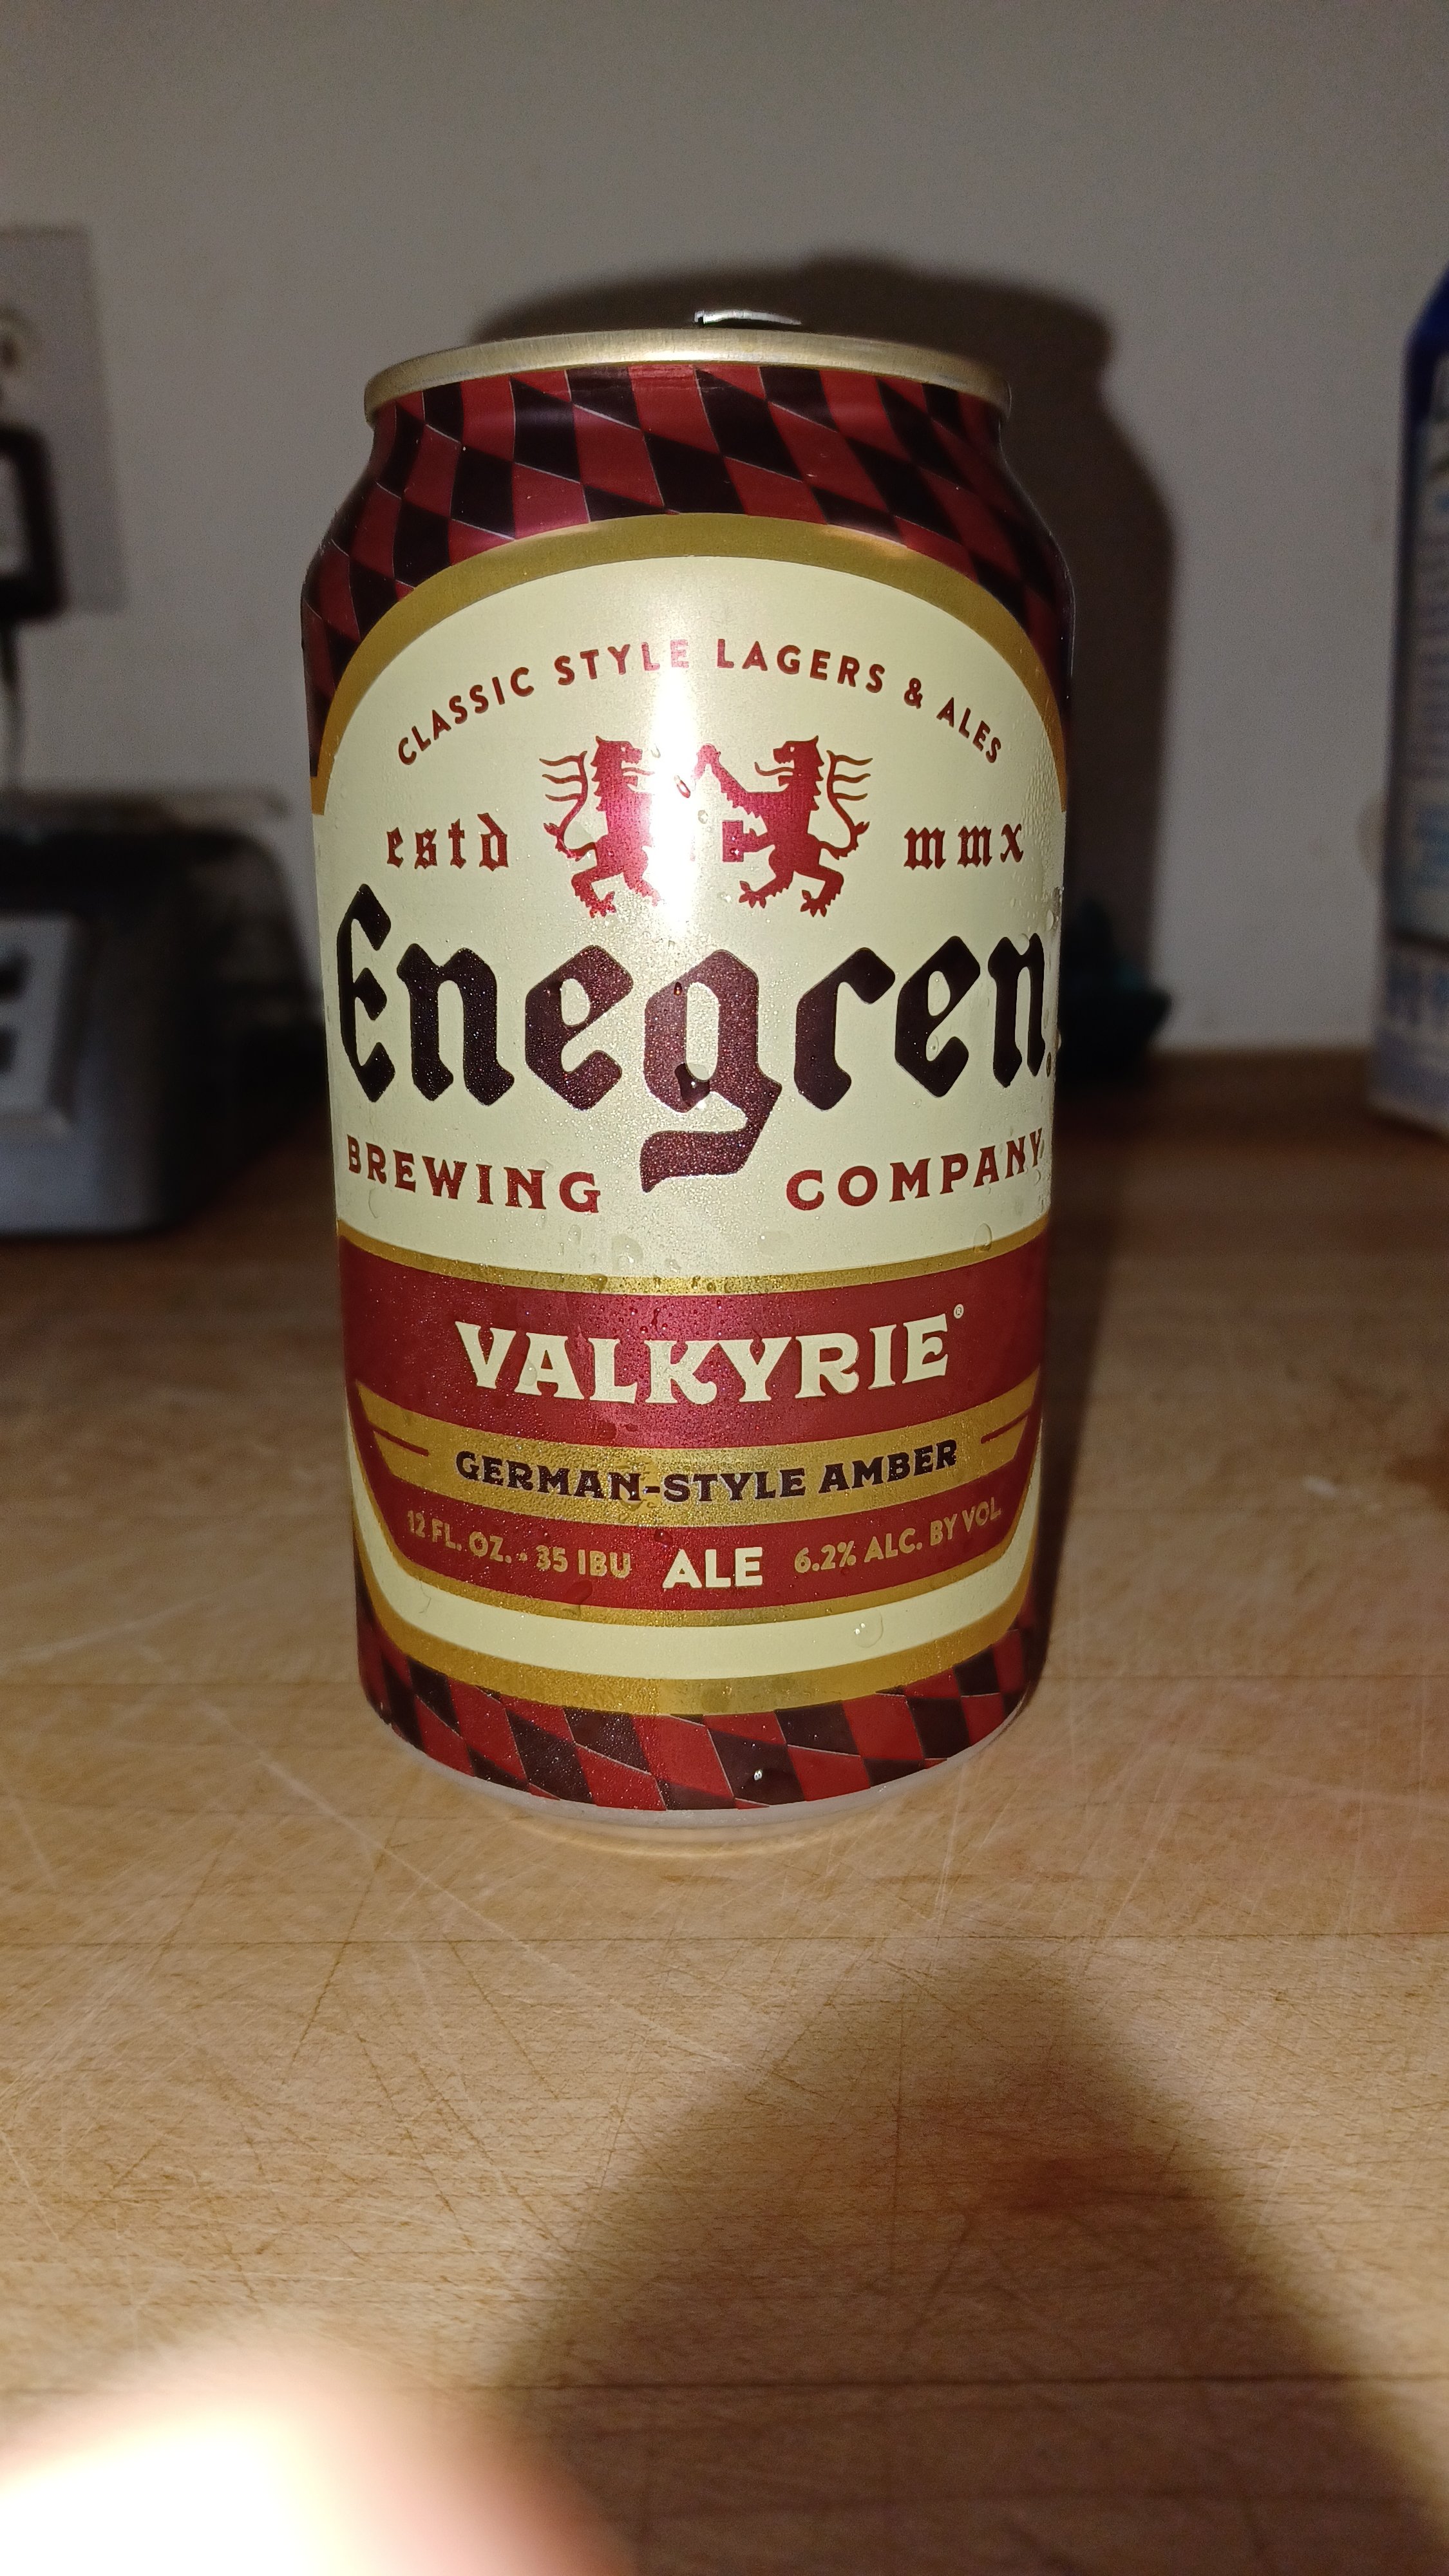 CLASSIC STYLE LAGERS & ALES
estd mmx
Enegren
BREWING COMPANY
VALKYRIE®
GERMAN-STYLE AMBER
12 FL. OZ. · 35 IBU ALE 6.2% ALC. BY VOL.